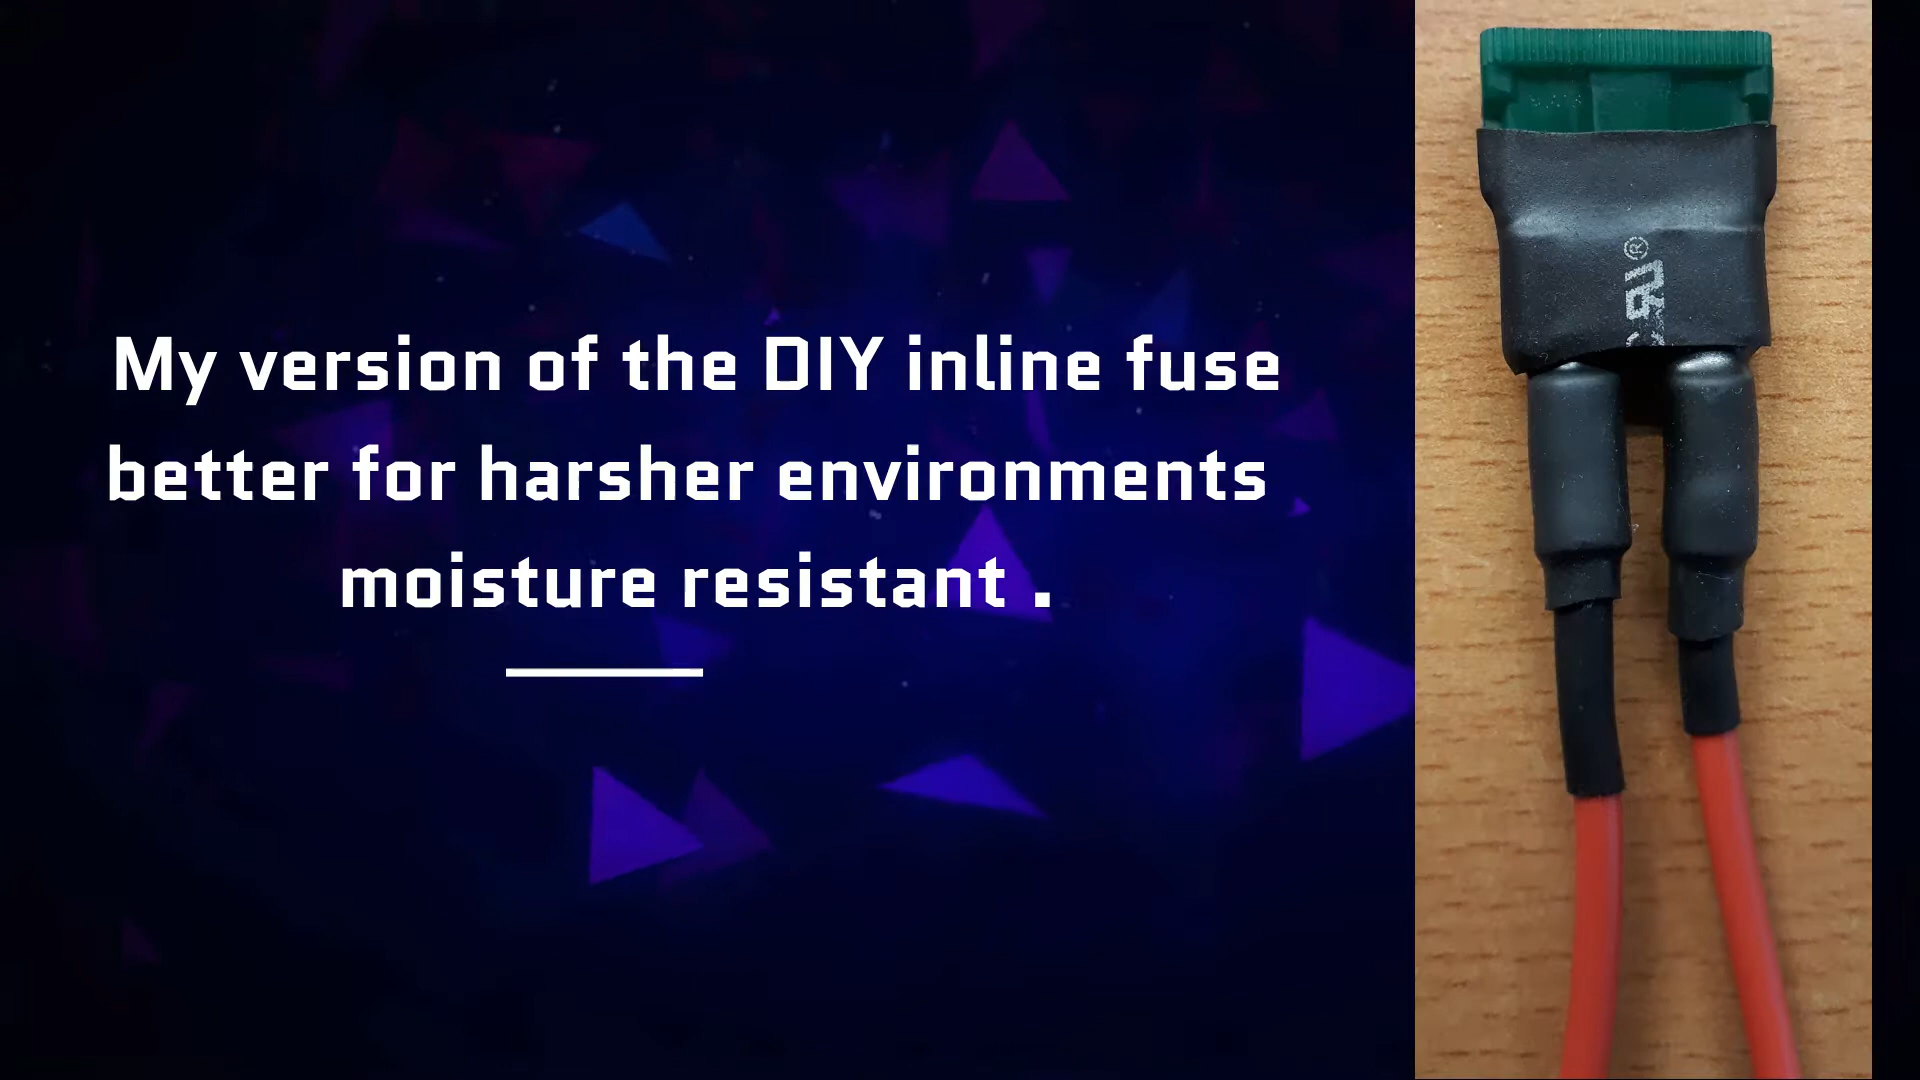 My version of the DIY inline fuse
better for harsher environments
moisture resistant .